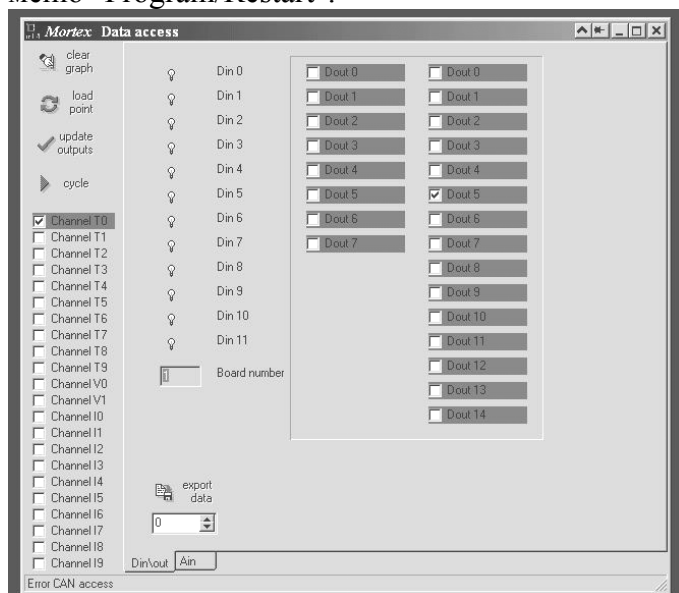 Memo "Program/Restart".
Mortex Data access
clear
graph
load
point
update
outputs
cycle
Channel T0
Channel T1
Channel T2
Channel T3
Channel T4
Channel T5
Channel T6
Channel T7
Channel T8
Channel T9
Channel V0
Channel V1
Channel I0
Channel I1
Channel I2
Channel I3
Channel I4
Channel I5
Channel I6
Channel I7
Channel I8
Channel I9
Din 0
Din 1
Din 2
Din 3
Din 4
Din 5
Din 6
Din 7
Din 8
Din 9
Din 10
Din 11
Board number
Dout 0
Dout 1
Dout 2
Dout 3
Dout 4
Dout 5
Dout 6
Dout 7
Dout 0
Dout 1
Dout 2
Dout 3
Dout 4
Dout 5
Dout 6
Dout 7
Dout 8
Dout 9
Dout 10
Dout 11
Dout 12
Dout 13
Dout 14
export
data
0
Din\out Ain
Error CAN access